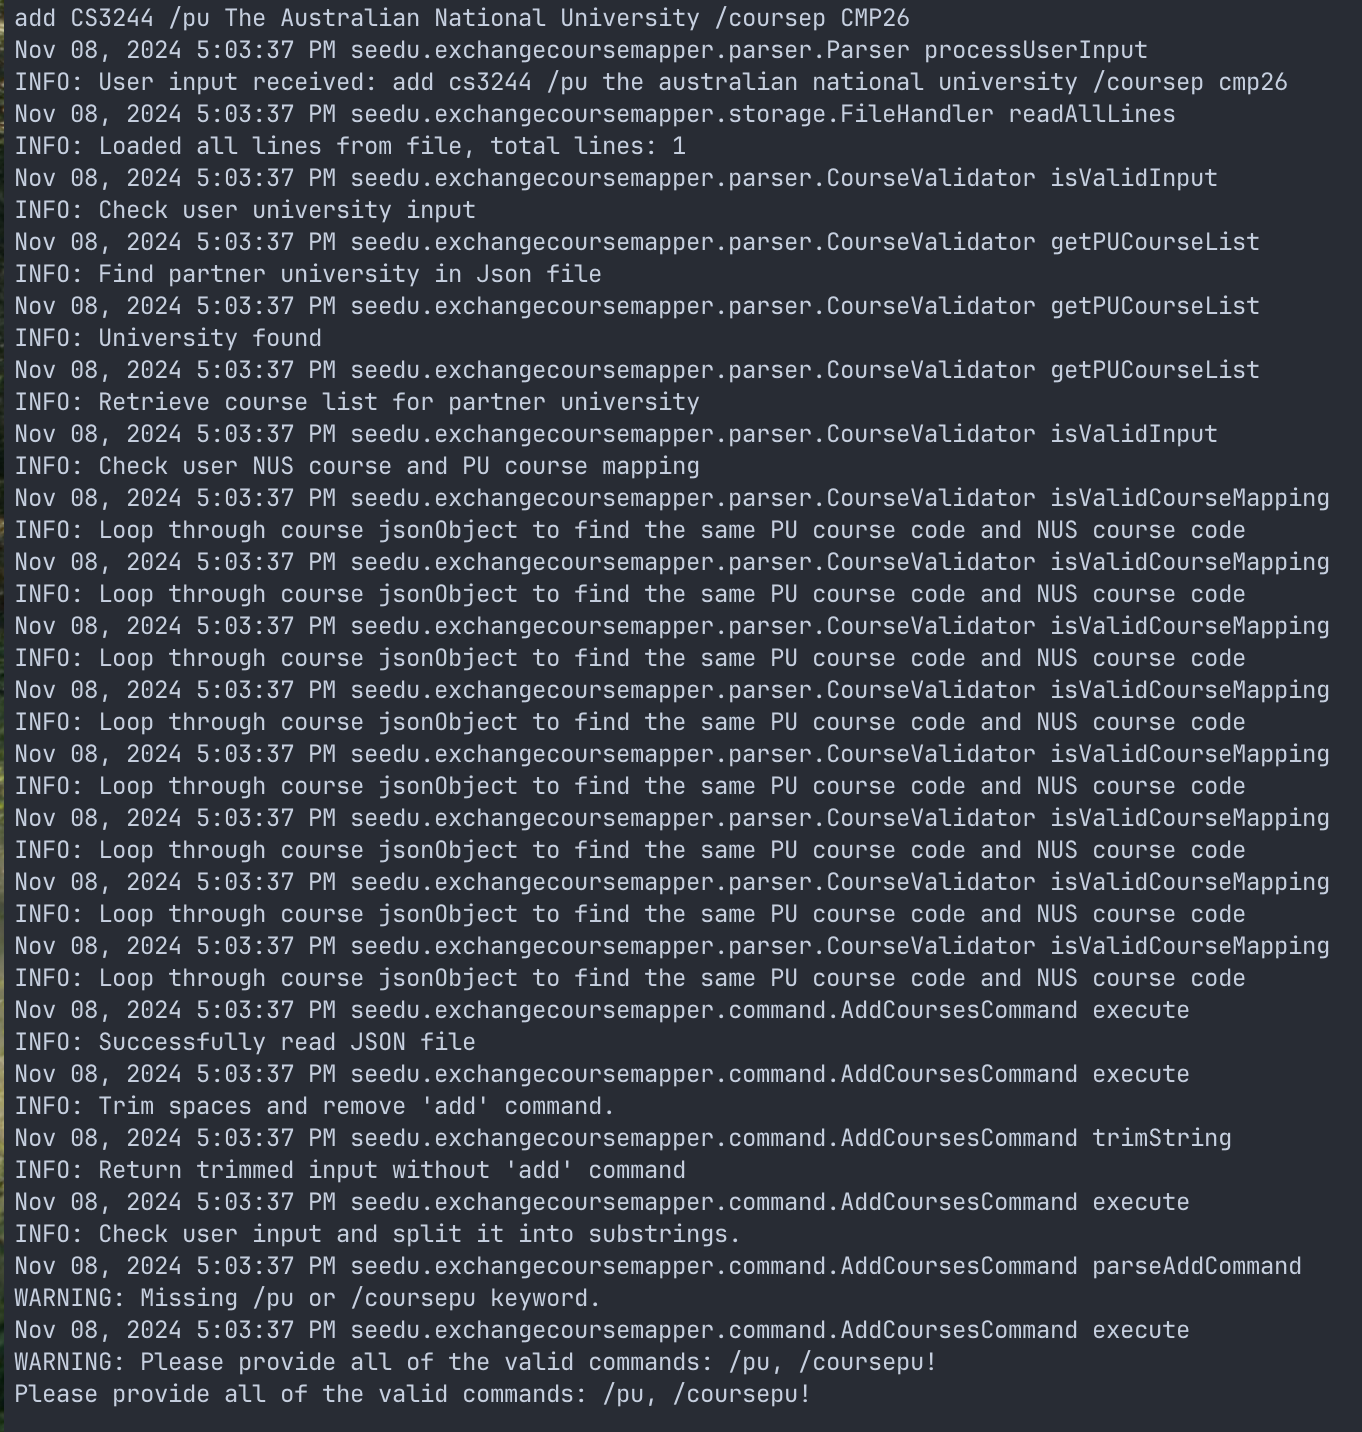 add CS3244 /pu The Australian National University /coursep CMP26
Nov 08, 2024 5:03:37 PM seedu.exchangecoursemapper.parser.Parser processUserInput
INFO: User input received: add cs3244 /pu the australian national university /coursep cmp26
Nov 08, 2024 5:03:37 PM seedu.exchangecoursemapper.storage.FileHandler readAllLines
INFO: Loaded all lines from file, total lines: 1
Nov 08, 2024 5:03:37 PM seedu.exchangecoursemapper.parser.CourseValidator isValidInput
INFO: Check user university input
Nov 08, 2024 5:03:37 PM seedu.exchangecoursemapper.parser.CourseValidator getPUCourseList
INFO: Find partner university in Json file
Nov 08, 2024 5:03:37 PM seedu.exchangecoursemapper.parser.CourseValidator getPUCourseList
INFO: University found
Nov 08, 2024 5:03:37 PM seedu.exchangecoursemapper.parser.CourseValidator getPUCourseList
INFO: Retrieve course list for partner university
Nov 08, 2024 5:03:37 PM seedu.exchangecoursemapper.parser.CourseValidator isValidInput
INFO: Check user NUS course and PU course mapping
Nov 08, 2024 5:03:37 PM seedu.exchangecoursemapper.parser.CourseValidator isValidCourseMapping
INFO: Loop through course jsonObject to find the same PU course code and NUS course code
Nov 08, 2024 5:03:37 PM seedu.exchangecoursemapper.parser.CourseValidator isValidCourseMapping
INFO: Loop through course jsonObject to find the same PU course code and NUS course code
Nov 08, 2024 5:03:37 PM seedu.exchangecoursemapper.parser.CourseValidator isValidCourseMapping
INFO: Loop through course jsonObject to find the same PU course code and NUS course code
Nov 08, 2024 5:03:37 PM seedu.exchangecoursemapper.parser.CourseValidator isValidCourseMapping
INFO: Loop through course jsonObject to find the same PU course code and NUS course code
Nov 08, 2024 5:03:37 PM seedu.exchangecoursemapper.parser.CourseValidator isValidCourseMapping
INFO: Loop through course jsonObject to find the same PU course code and NUS course code
Nov 08, 2024 5:03:37 PM seedu.exchangecoursemapper.parser.CourseValidator isValidCourseMapping
INFO: Loop through course jsonObject to find the same PU course code and NUS course code
Nov 08, 2024 5:03:37 PM seedu.exchangecoursemapper.parser.CourseValidator isValidCourseMapping
INFO: Loop through course jsonObject to find the same PU course code and NUS course code
Nov 08, 2024 5:03:37 PM seedu.exchangecoursemapper.parser.CourseValidator isValidCourseMapping
INFO: Loop through course jsonObject to find the same PU course code and NUS course code
Nov 08, 2024 5:03:37 PM seedu.exchangecoursemapper.command.AddCoursesCommand execute
INFO: Successfully read JSON file
Nov 08, 2024 5:03:37 PM seedu.exchangecoursemapper.command.AddCoursesCommand execute
INFO: Trim spaces and remove 'add' command.
Nov 08, 2024 5:03:37 PM seedu.exchangecoursemapper.command.AddCoursesCommand trimString
INFO: Return trimmed input without 'add' command
Nov 08, 2024 5:03:37 PM seedu.exchangecoursemapper.command.AddCoursesCommand execute
INFO: Check user input and split it into substrings.
Nov 08, 2024 5:03:37 PM seedu.exchangecoursemapper.command.AddCoursesCommand parseAddCommand
WARNING: Missing /pu or /coursepu keyword.
Nov 08, 2024 5:03:37 PM seedu.exchangecoursemapper.command.AddCoursesCommand execute
WARNING: Please provide all of the valid commands: /pu, /coursepu!
Please provide all of the valid commands: /pu, /coursepu!